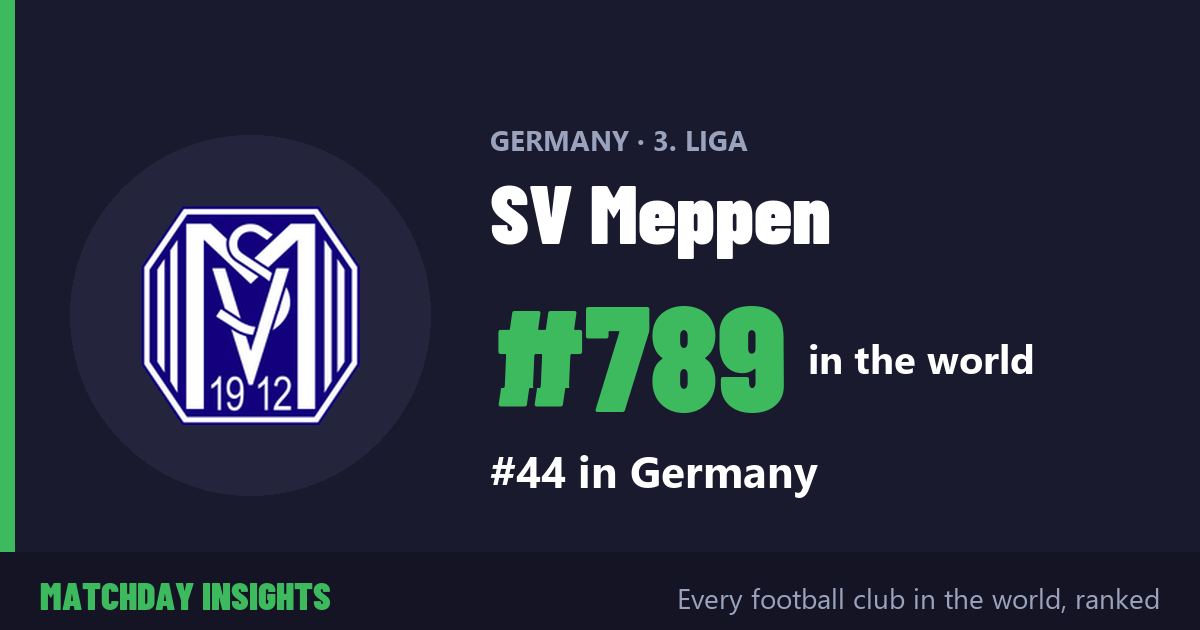 GERMANY · 3. LIGA
SV Meppen
#789 in the world
#44 in Germany
SVM
1912
MATCHDAY INSIGHTS
Every football club in the world, ranked